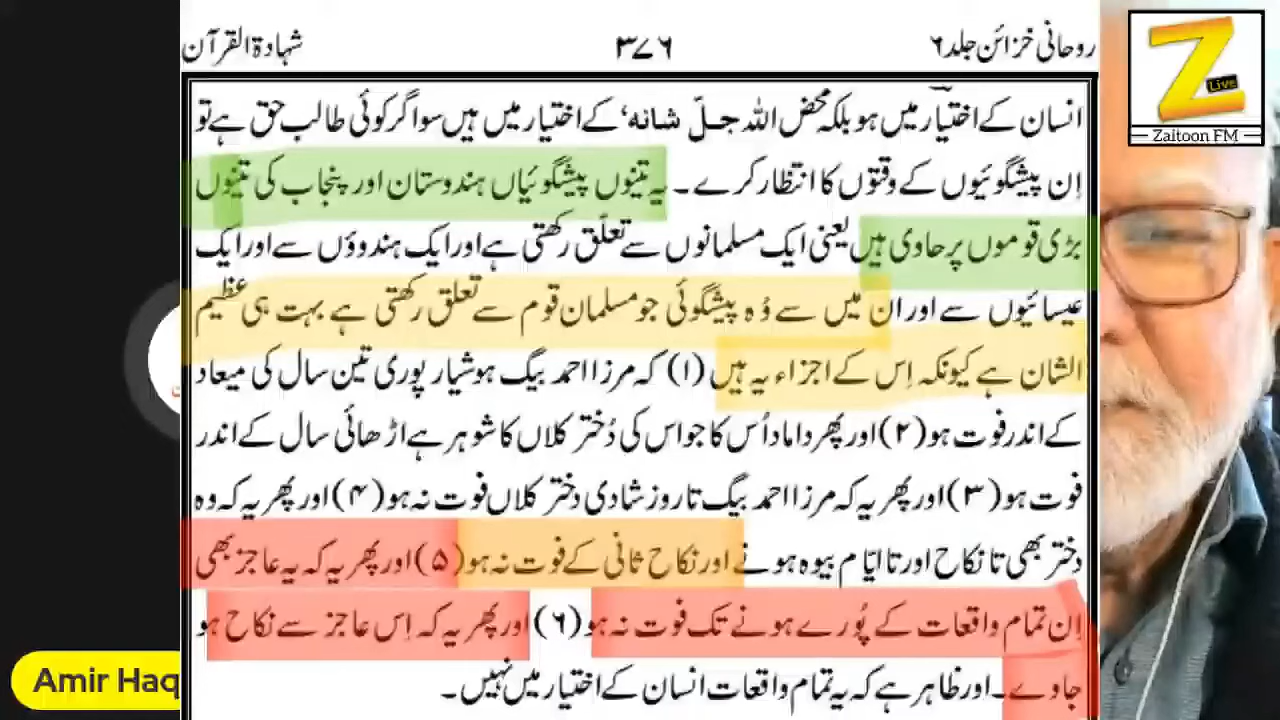 روحانی خزائن جلد ۶
۳۷۶
شہادۃ القرآن
انسان کے اختیار میں ہو بلکہ محض اللہ جلّ شانہ، کے اختیار میں ہیں سو اگر کوئی طالب حق ہے تو
اِن پیشگوئیوں کے وقتوں کا انتظار کرے۔ یہ تینوں پیشگوئیاں ہندوستان اور پنجاب کی تینوں
بڑی قوموں پر حاوی ہیں یعنی ایک مسلمانوں سے تعلّق رکھتی ہے اور ایک ہندوؤں سے اور ایک
عیسائیوں سے اور ان میں سے وُہ پیشگوئی جو مسلمان قوم سے تعلق رکھتی ہے بہت ہی عظیم
الشان ہے کیونکہ اِس کے اجزاء یہ ہیں (۱) کہ مرزا احمد بیگ ہوشیار پوری تین سال کی میعاد
کے اندر فوت ہو (۲) اور پھر داماد اُس کا جو اس کی دُختر کلاں کا شوہر ہے اڑھائی سال کے اندر
فوت ہو (۳) اور پھر یہ کہ مرزا احمد بیگ تا روز شادی دختر کلاں فوت نہ ہو (۴) اور پھر یہ کہ وہ
دختر بھی تا نکاح اور تا ایّام بیوہ ہونے اور نکاح ثانی کے فوت نہ ہو (۵) اور پھر یہ کہ یہ عاجز بھی
اِن تمام واقعات کے پُورے ہونے تک فوت نہ ہو (۶) اور پھر یہ کہ اِس عاجز سے نکاح ہو
جاوے۔ اور ظاہر ہے کہ یہ تمام واقعات انسان کے اختیار میں نہیں۔
Z
Live
Zaitoon FM
Amir Haq